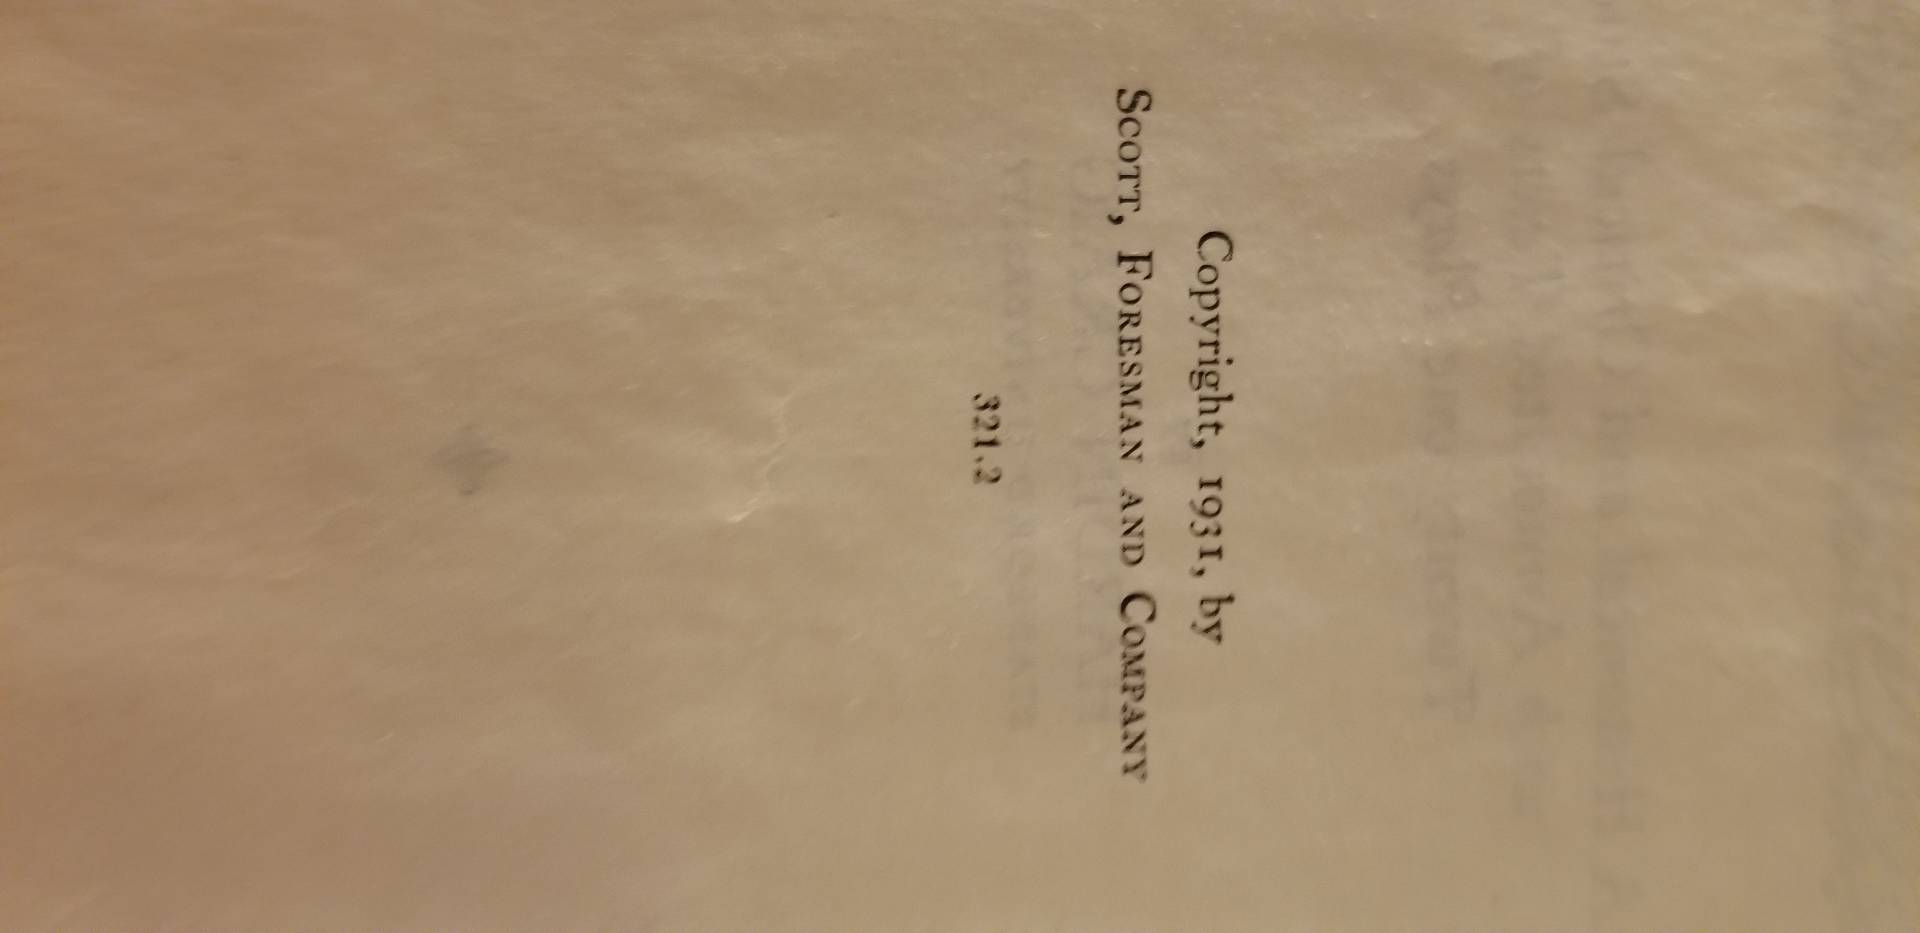 Copyright, 1931, by
Scott, Foresman and Company
321.2